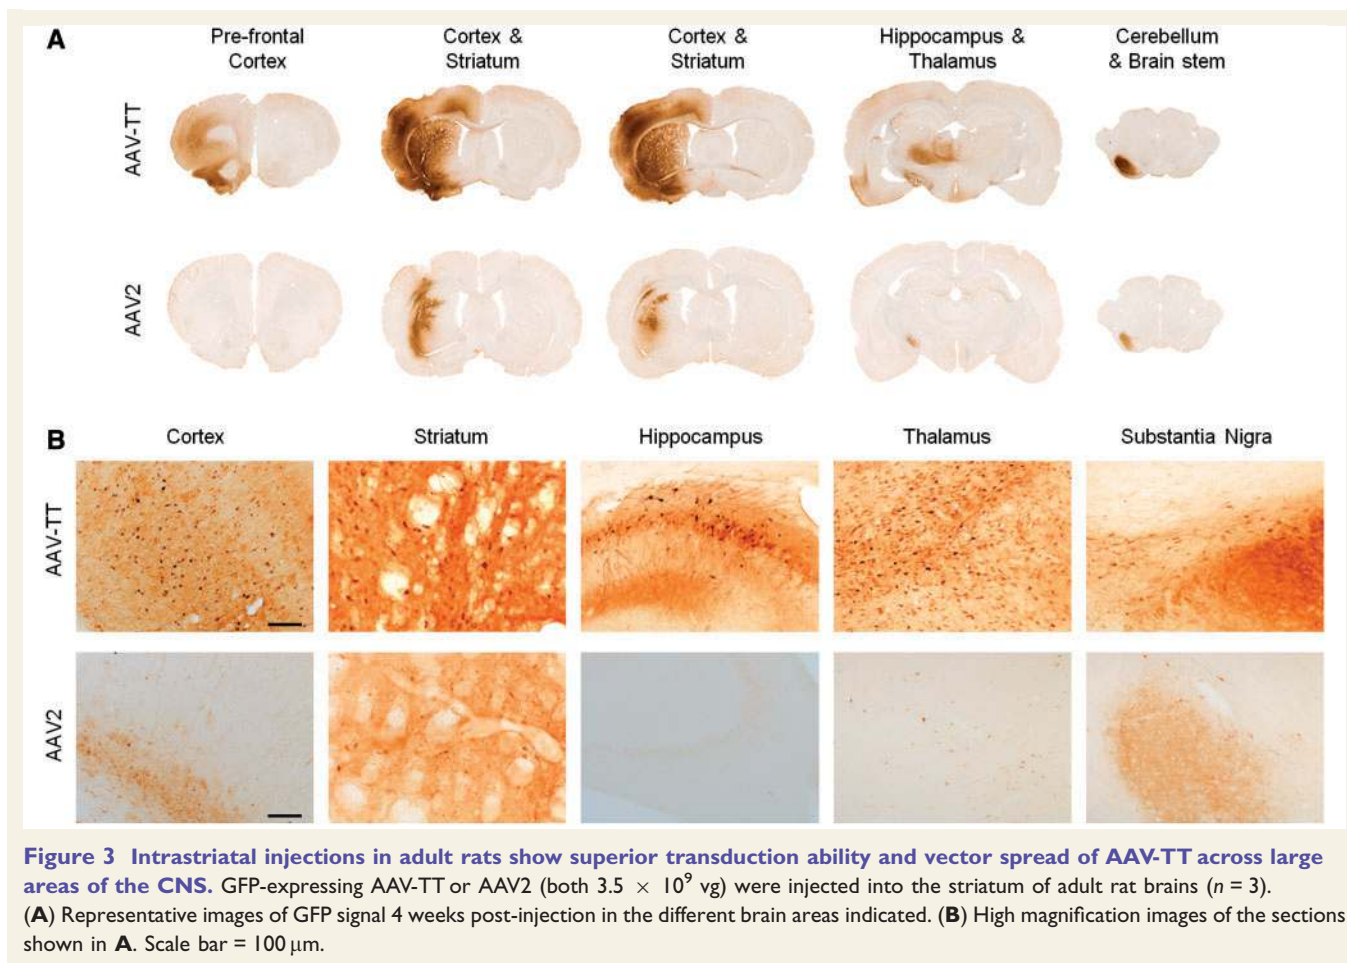 A
Pre-frontal Cortex
Cortex & Striatum
Cortex & Striatum
Hippocampus & Thalamus
Cerebellum & Brain stem
AAV-TT
AAV2
B
Cortex
Striatum
Hippocampus
Thalamus
Substantia Nigra
AAV-TT
AAV2
Figure 3 Intrastriatal injections in adult rats show superior transduction ability and vector spread of AAV-TT across large
areas of the CNS. GFP-expressing AAV-TT or AAV2 (both 3.5 × 10⁹ vg) were injected into the striatum of adult rat brains (n = 3).
(A) Representative images of GFP signal 4 weeks post-injection in the different brain areas indicated. (B) High magnification images of the sections
shown in A. Scale bar = 100 μm.